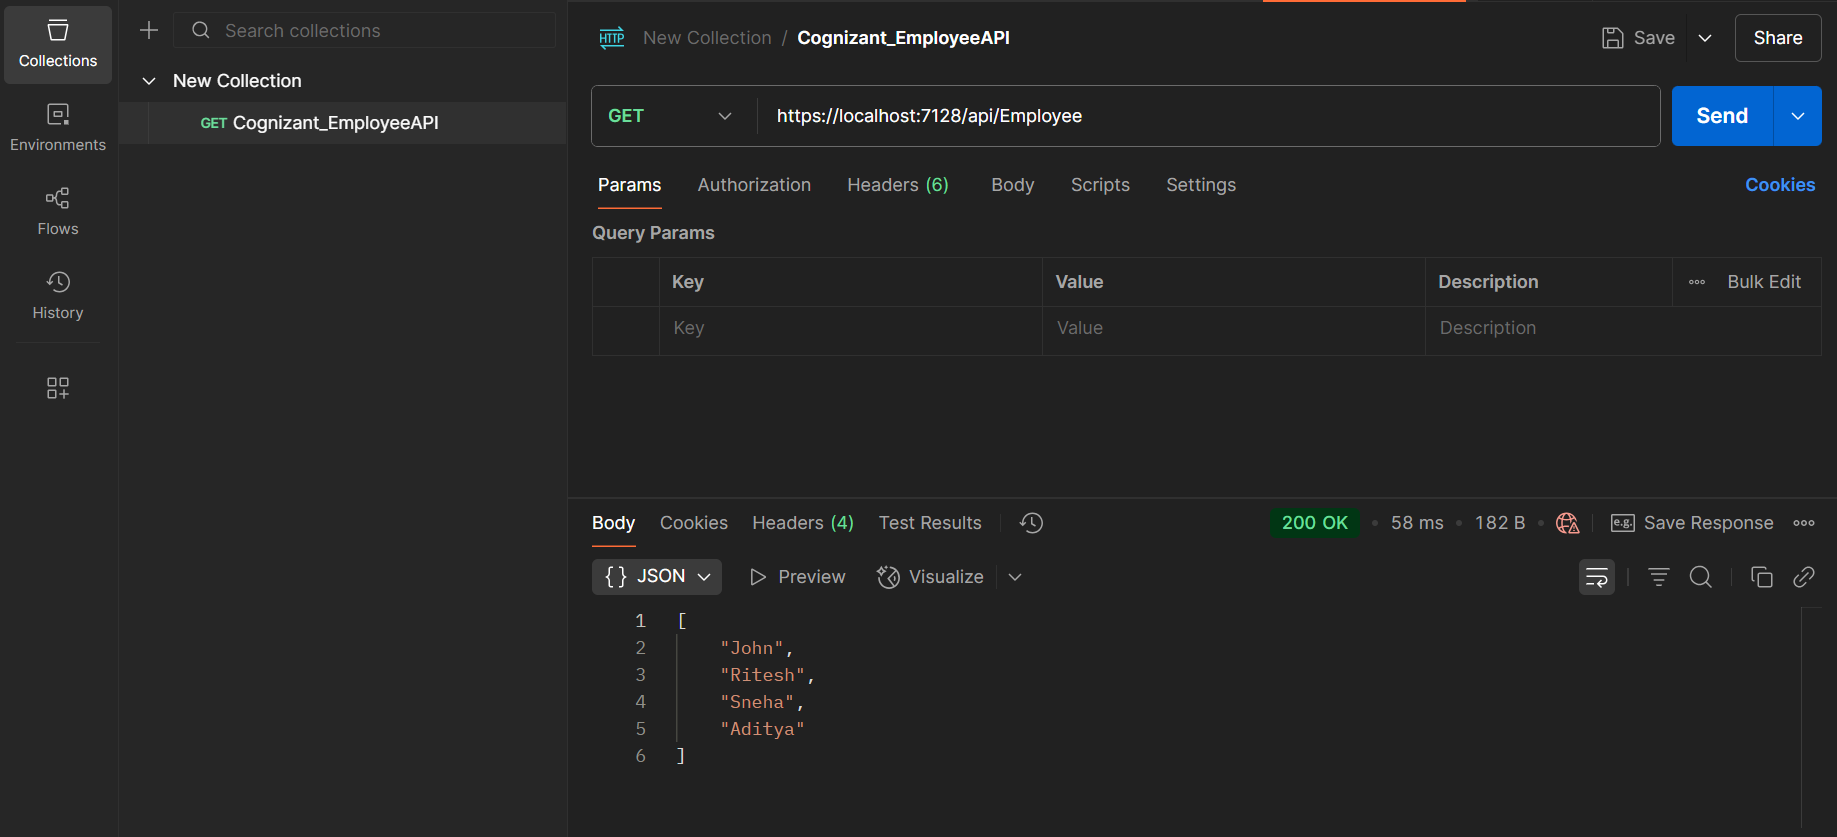 Collections
Environments
Flows
History
Search collections
New Collection
GET Cognizant_EmployeeAPI
HTTP New Collection / Cognizant_EmployeeAPI
Save
Share
GET https://localhost:7128/api/Employee
Send
Params Authorization Headers (6) Body Scripts Settings Cookies
Query Params
Key Value Description Bulk Edit
Key Value Description
Body Cookies Headers (4) Test Results 200 OK • 58 ms • 182 B • e.g. Save Response
{} JSON Preview Visualize
1 [
2 "John",
3 "Ritesh",
4 "Sneha",
5 "Aditya"
6 ]